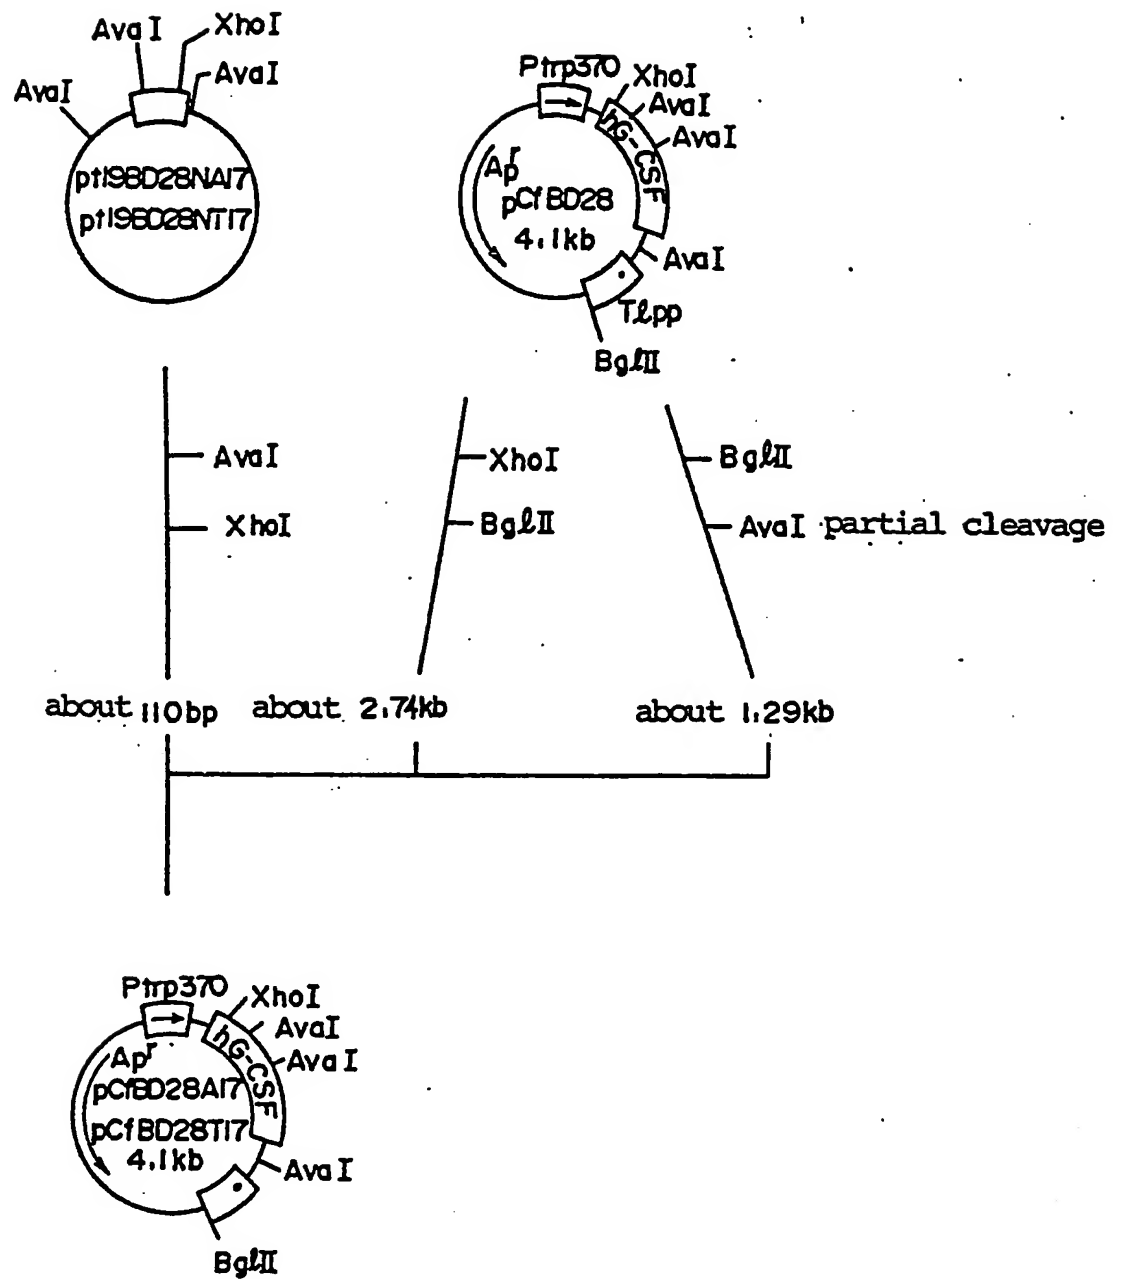 AvaI
XhoI
AvaI
AvaI
pt19BD28NA17
pt19BD28NT17
Ptrp370
XhoI
AvaI
AvaI
hG-CSF
Apʳ
pCfBD28
4.1kb
AvaI
Tlpp
BglII
AvaI
XhoI
XhoI
BglII
BglII
AvaI partial cleavage
about 110bp
about 2.74kb
about 1.29kb
Ptrp370
XhoI
AvaI
AvaI
hG-CSF
Apʳ
pCfBD28A17
pCfBD28T17
4.1kb
AvaI
BglII